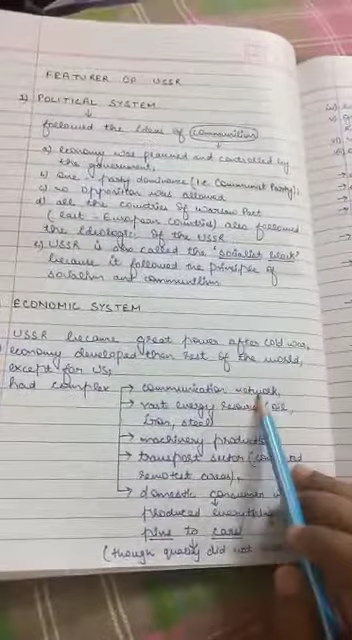 FEATURER OF USSR
1) POLITICAL SYSTEM
followed the Ideas of communism
a) economy was planned and controlled by
the government.
b) one party dominance (i.e. Communist Party).
c) no opposition was allowed
d) all the countries of Warsaw Pact
(east-European Countries) also followed
the Ideologies of the USSR
e) USSR is also called the 'socialist block'
because it followed the principles of
socialism and communism
ECONOMIC SYSTEM
USSR became great power after cold war,
economy developed than rest of the world,
except for US;
had complex → communication network,
→ vast energy resource oil,
Iron, steel
→ machinery production
→ transport sector
remotest areas),
→ domestic consumer
produced everything
pins to cars
(though quality did not